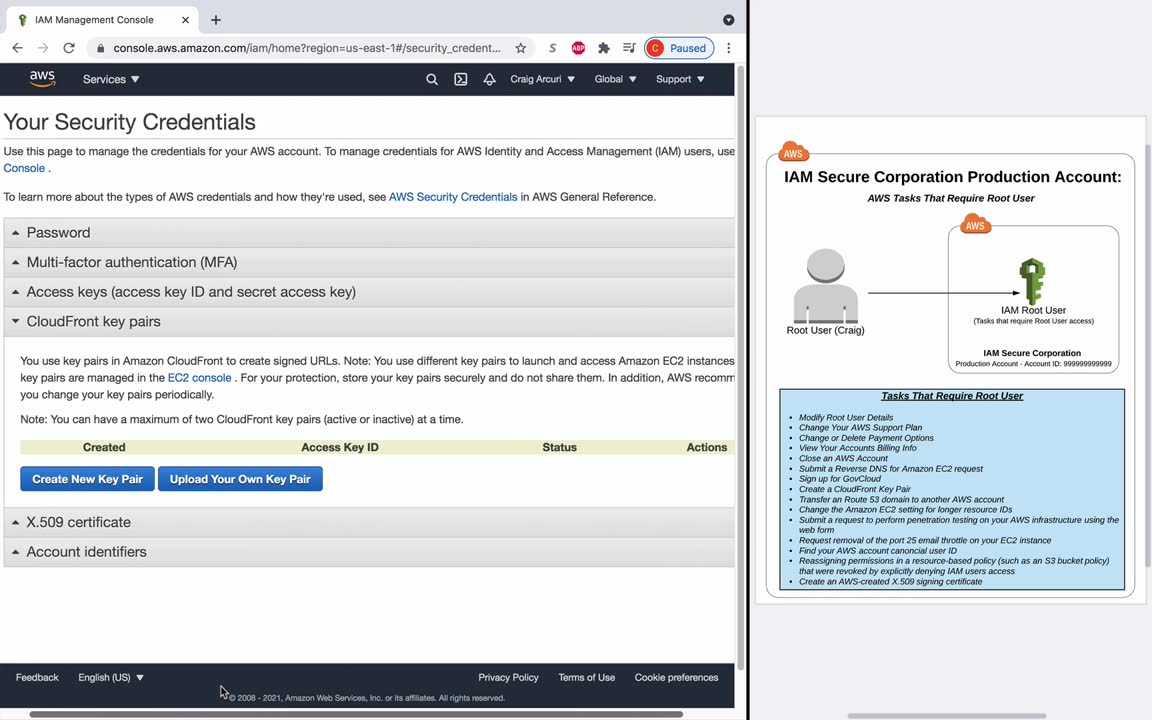 IAM Management Console
console.aws.amazon.com/iam/home?region=us-east-1#/security_credent...
S
ABP
C Paused
aws
Services
Craig Arcuri
Global
Support
Your Security Credentials
Use this page to manage the credentials for your AWS account. To manage credentials for AWS Identity and Access Management (IAM) users, use
Console .
To learn more about the types of AWS credentials and how they're used, see AWS Security Credentials in AWS General Reference.
Password
Multi-factor authentication (MFA)
Access keys (access key ID and secret access key)
CloudFront key pairs
You use key pairs in Amazon CloudFront to create signed URLs. Note: You use different key pairs to launch and access Amazon EC2 instances
key pairs are managed in the EC2 console . For your protection, store your key pairs securely and do not share them. In addition, AWS recomm
you change your key pairs periodically.
Note: You can have a maximum of two CloudFront key pairs (active or inactive) at a time.
Created Access Key ID Status Actions
Create New Key Pair Upload Your Own Key Pair
X.509 certificate
Account identifiers
Feedback English (US) Privacy Policy Terms of Use Cookie preferences
© 2008 - 2021, Amazon Web Services, Inc. or its affiliates. All rights reserved.
AWS
IAM Secure Corporation Production Account:
AWS Tasks That Require Root User
AWS
Root User (Craig)
IAM Root User
(Tasks that require Root User access)
IAM Secure Corporation
Production Account - Account ID: 999999999999
Tasks That Require Root User
• Modify Root User Details
• Change Your AWS Support Plan
• Change or Delete Payment Options
• View Your Accounts Billing Info
• Close an AWS Account
• Submit a Reverse DNS for Amazon EC2 request
• Sign up for GovCloud
• Create a CloudFront Key Pair
• Transfer an Route 53 domain to another AWS account
• Change the Amazon EC2 setting for longer resource IDs
• Submit a request to perform penetration testing on your AWS infrastructure using the
web form
• Request removal of the port 25 email throttle on your EC2 instance
• Find your AWS account canoncial user ID
• Reassigning permissions in a resource-based policy (such as an S3 bucket policy)
that were revoked by explicitly denying IAM users access
• Create an AWS-created X.509 signing certificate